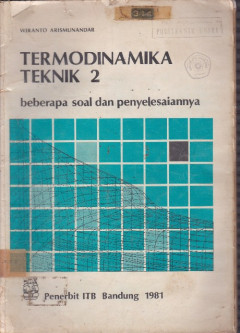 WIRANTO ARISMUNANDAR
TERMODINAMIKA
TEKNIK 2
beberapa soal dan penyelesaiannya
Penerbit ITB Bandung 1981